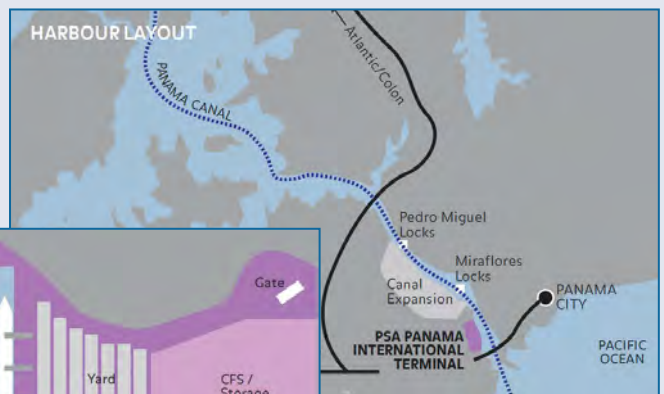 HARBOUR LAYOUT
Atlantic/Colon
PANAMA CANAL
Pedro Miguel
Locks
Miraflores
Locks
Canal
Expansion
PANAMA
CITY
PSA PANAMA
INTERNATIONAL
TERMINAL
PACIFIC
OCEAN
Gate
Yard
CFS /
Storage